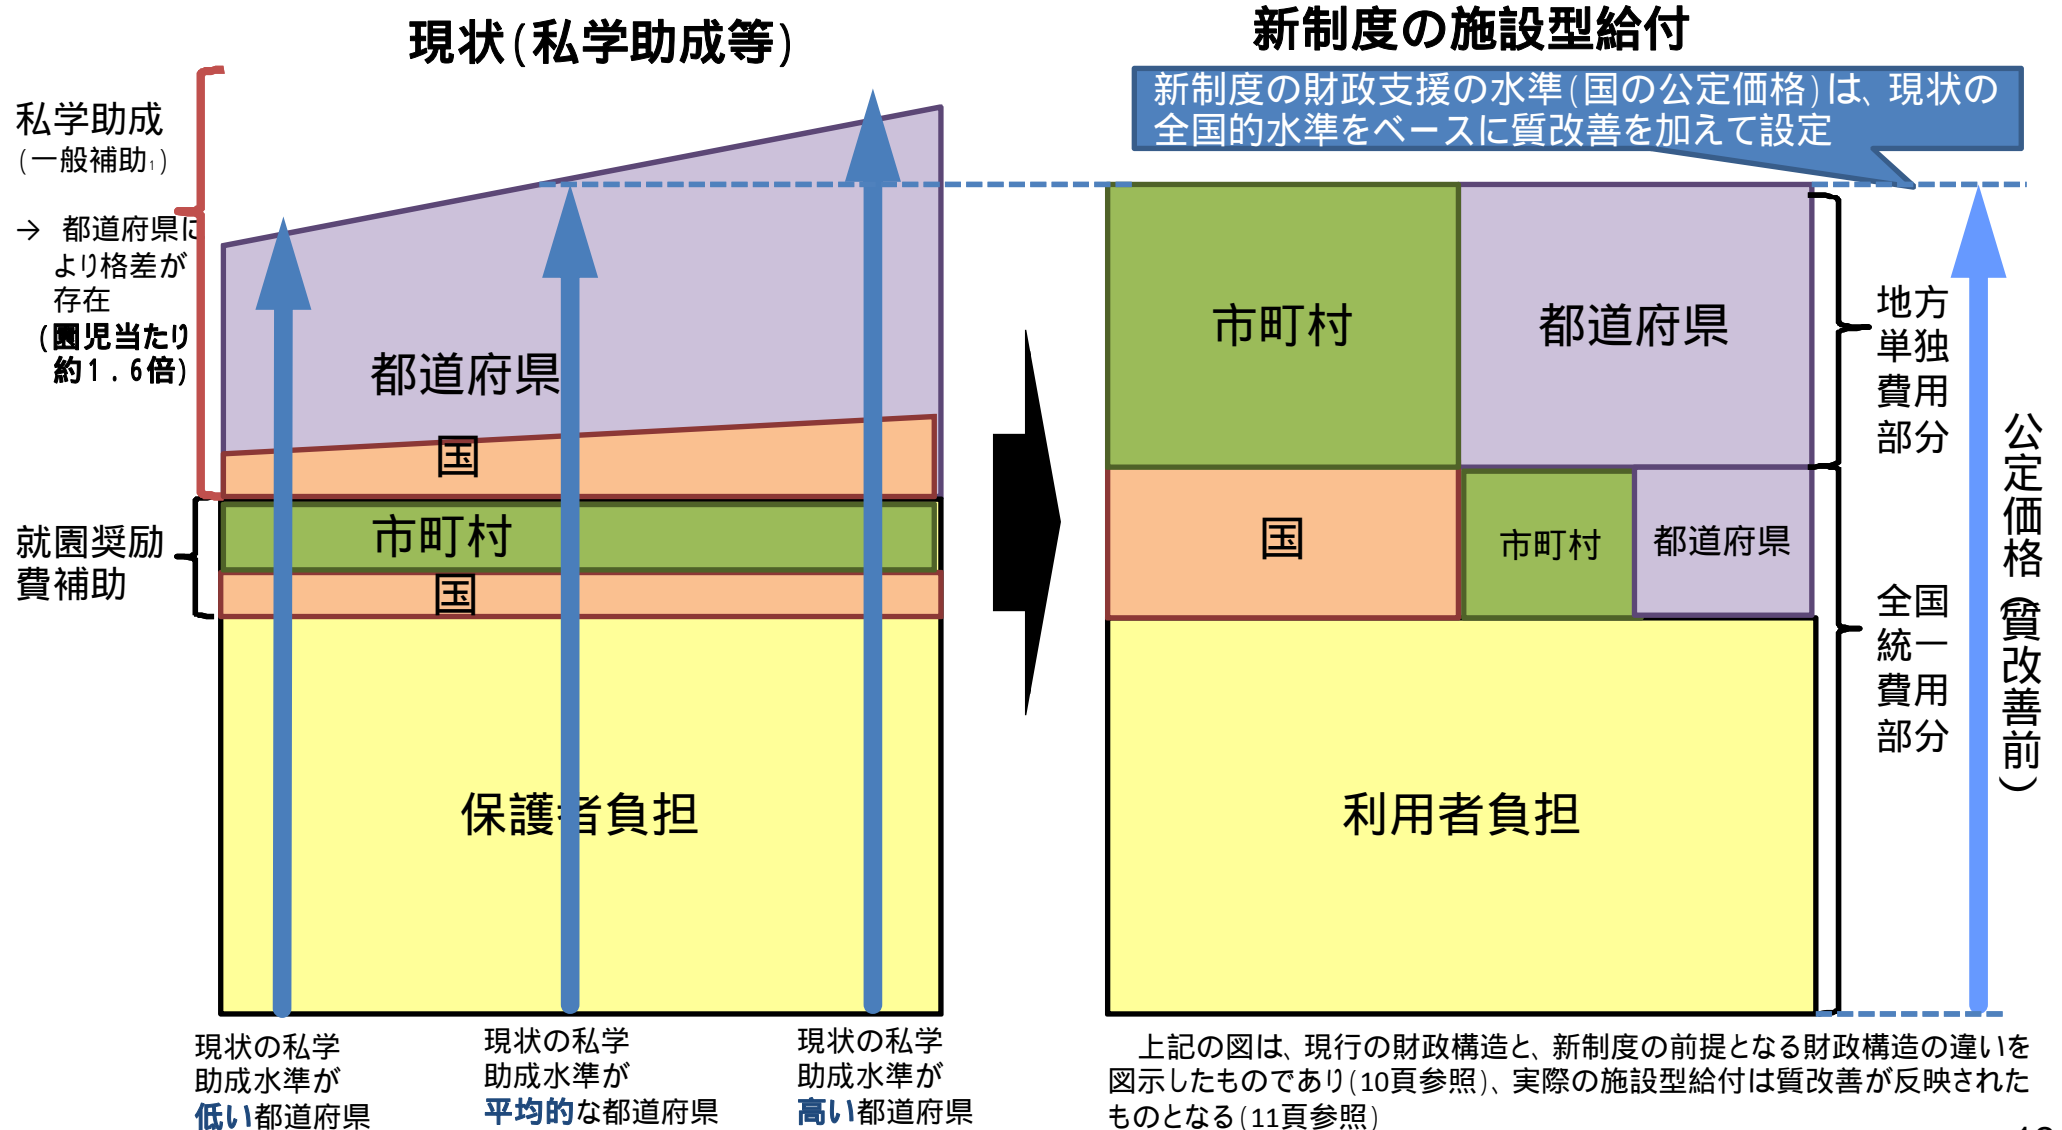 現状(私学助成等)
新制度の施設型給付
新制度の財政支援の水準(国の公定価格)は、現状の
全国的水準をベースに質改善を加えて設定
私学助成
(一般補助1)
→ 都道府県に
より格差が
存在
(園児当たり
約1.6倍)
都道府県
国
就園奨励
費補助
市町村
国
保護者負担
現状の私学
助成水準が
低い都道府県
現状の私学
助成水準が
平均的な都道府県
現状の私学
助成水準が
高い都道府県
市町村
都道府県
国
市町村
都道府県
利用者負担
地方
単独
費用
部分
全国
統一
費用
部分
公定価格(質改善前)
上記の図は、現行の財政構造と、新制度の前提となる財政構造の違いを
図示したものであり(10頁参照)、実際の施設型給付は質改善が反映された
ものとなる(11頁参照)